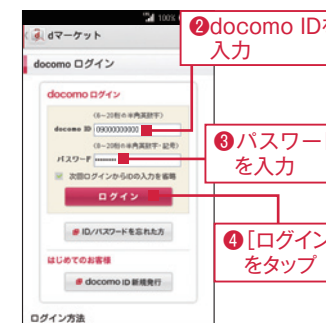 100%
dマーケット
❷docomo IDを
入力
docomo ログイン
docomo ログイン
(6～20桁の半角英数字)
docomo ID 09000000000
(8～20桁の半角英数字・記号)
パスワード ••••••••
次回ログインからIDの入力を省略
❸パスワード
を入力
ログイン
❹[ログイン
をタップ
ID/パスワードを忘れた方
はじめてのお客様
docomo ID 新規発行
ログイン方法